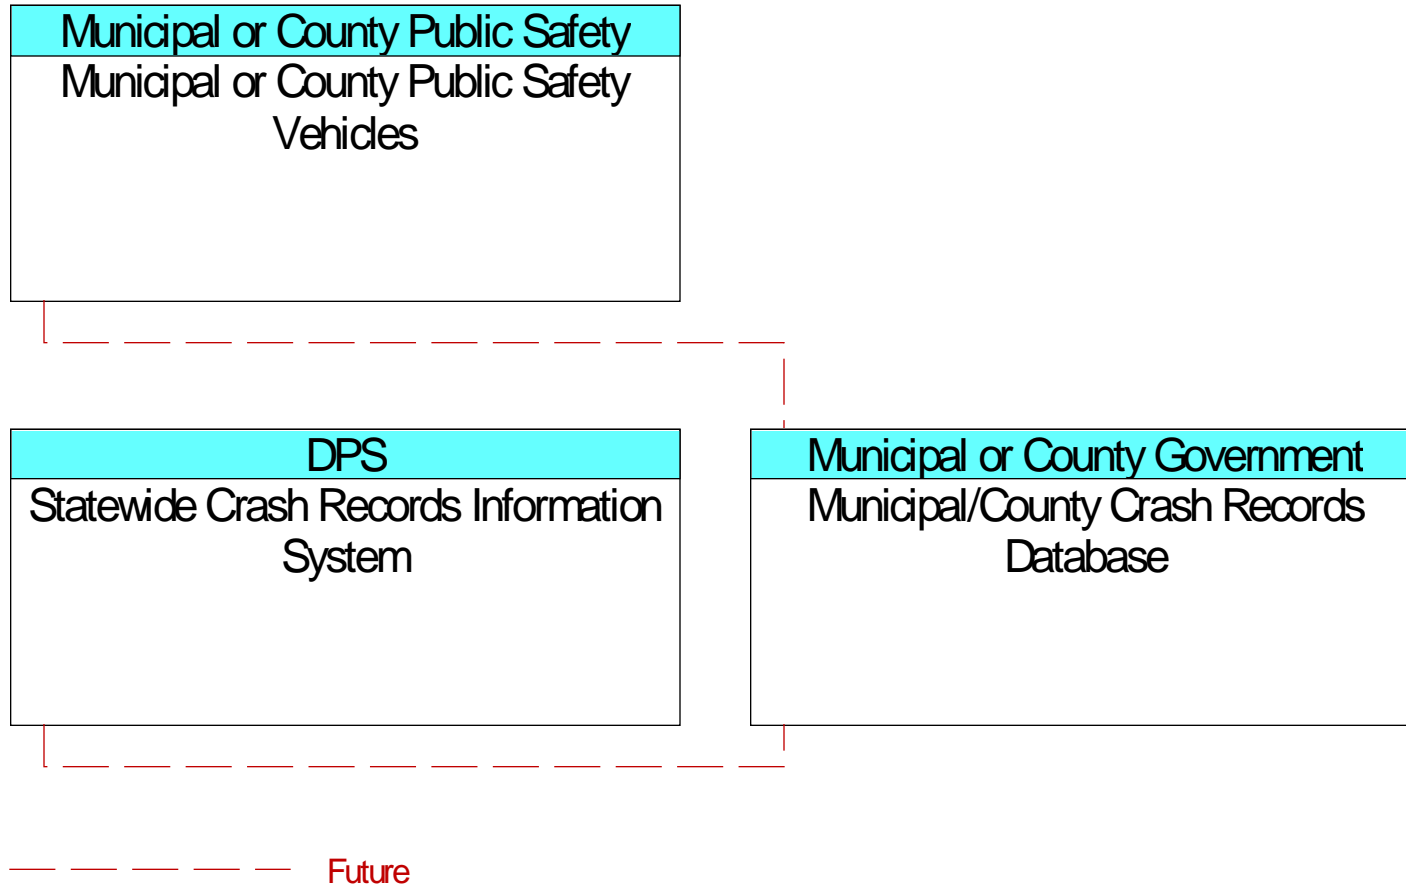 Municipal or County Public Safety
Municipal or County Public Safety
Vehicles
DPS
Statewide Crash Records Information
System
Municipal or County Government
Municipal/County Crash Records
Database
Future